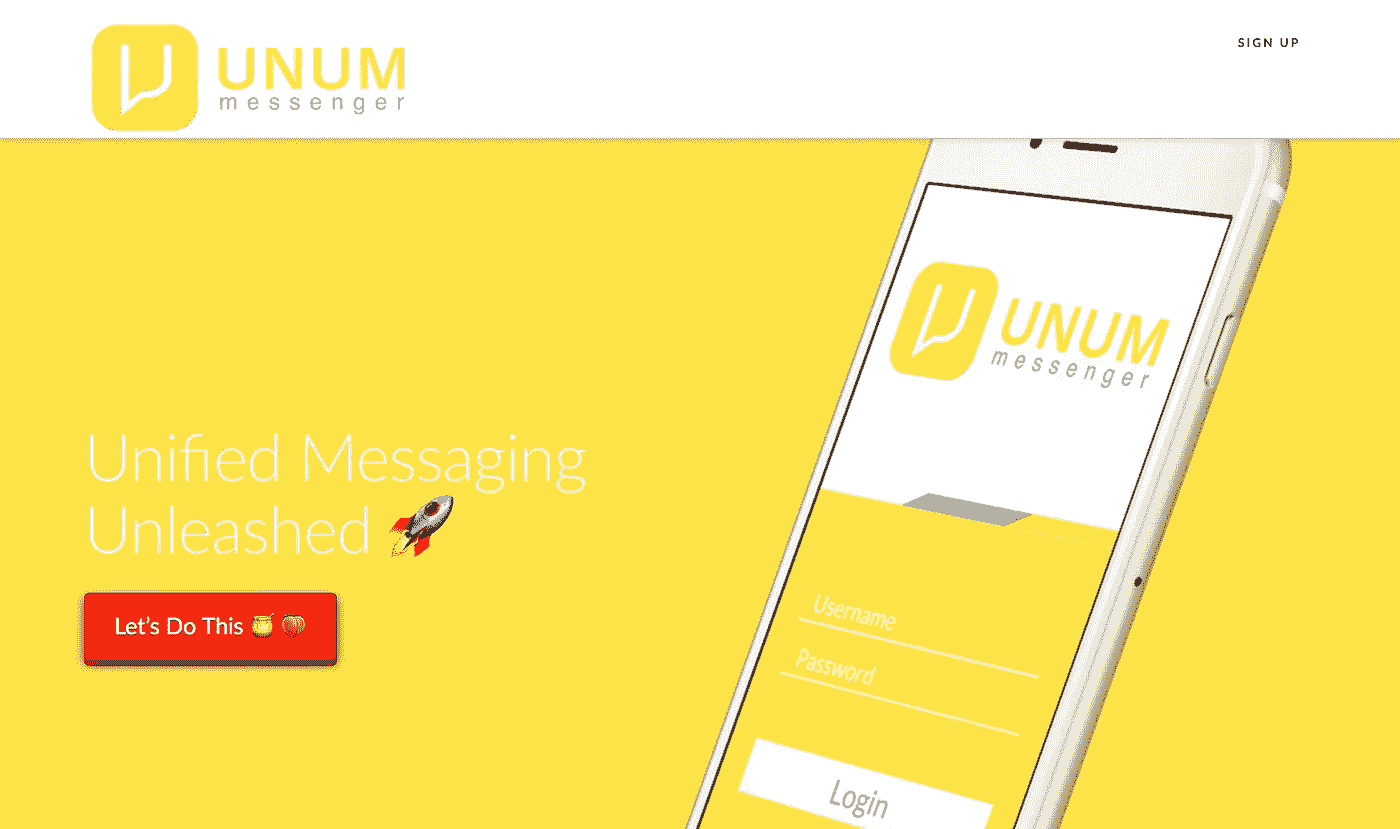 UNUM
messenger
SIGN UP
UNUM
messenger
Unified Messaging
Unleashed 🚀
Let's Do This 🍯 🍑
Username
Password
Login